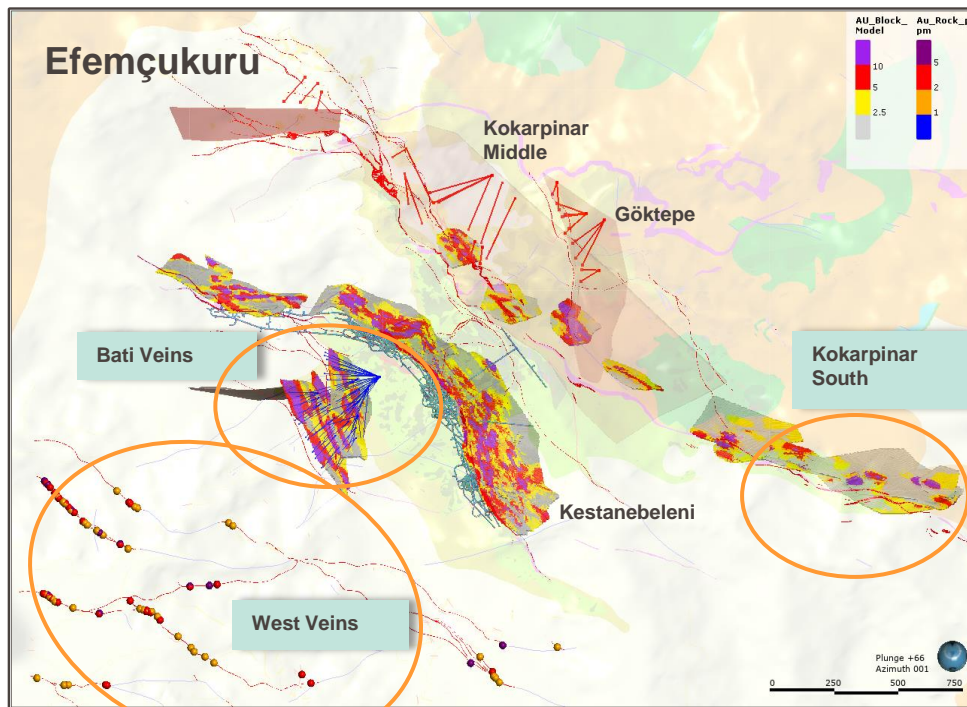 Efemçukuru
AU_Block_
Model
Au_Rock_p
pm
10
5
2.5
5
2
1
Kokarpinar
Middle
Göktepe
Bati Veins
Kokarpinar
South
Kestanebeleni
West Veins
Plunge +66
Azimuth 001
0 250 500 750